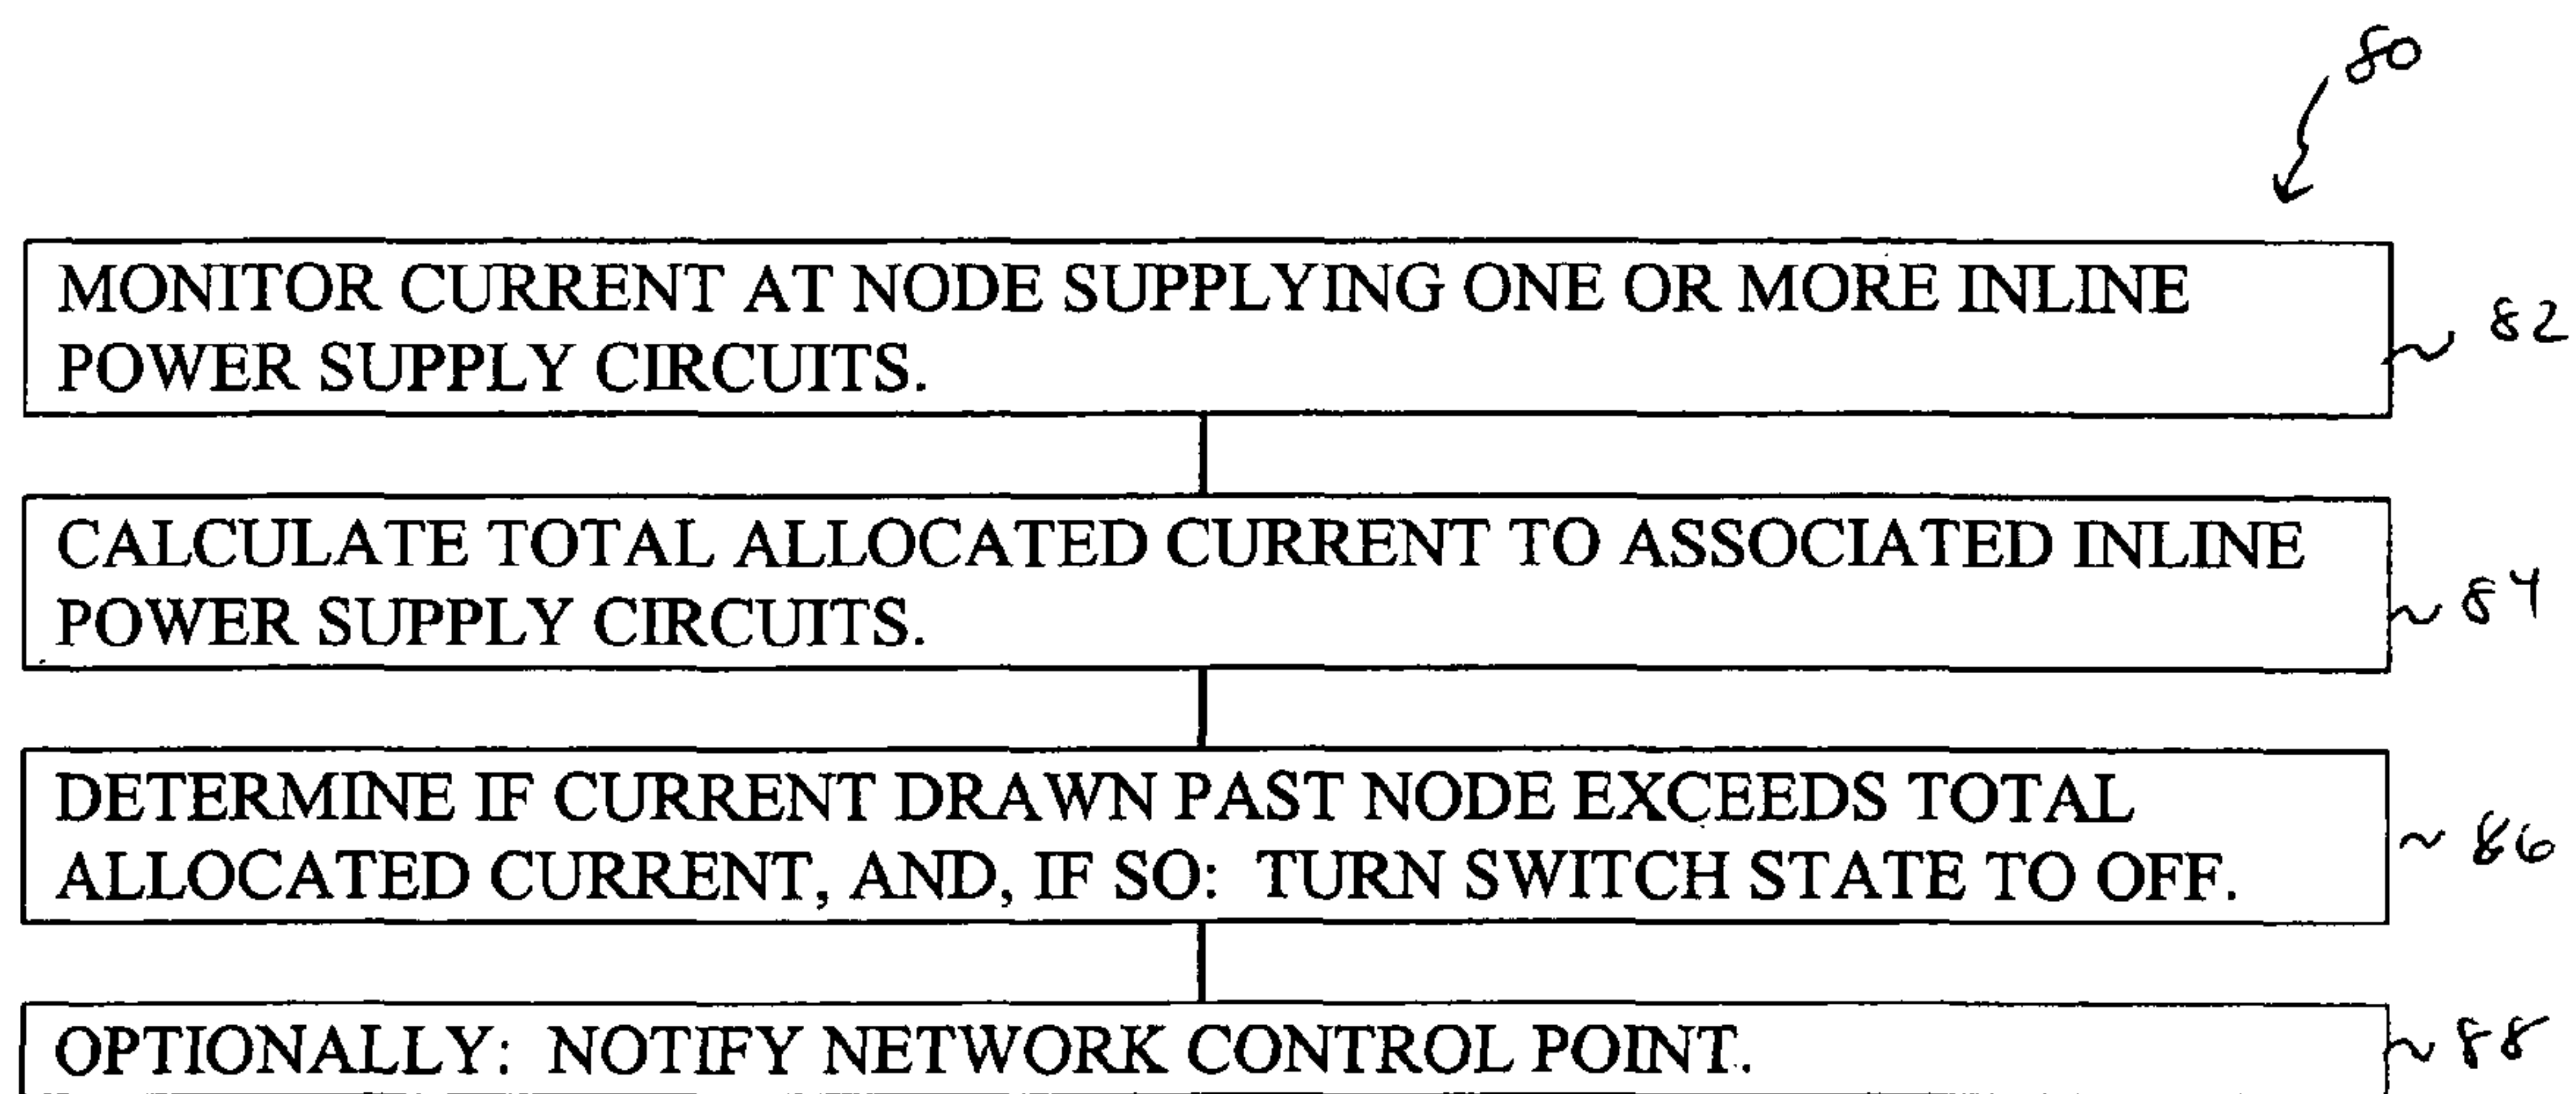 80
MONITOR CURRENT AT NODE SUPPLYING ONE OR MORE INLINE
POWER SUPPLY CIRCUITS.
82
CALCULATE TOTAL ALLOCATED CURRENT TO ASSOCIATED INLINE
POWER SUPPLY CIRCUITS.
84
DETERMINE IF CURRENT DRAWN PAST NODE EXCEEDS TOTAL
ALLOCATED CURRENT, AND, IF SO: TURN SWITCH STATE TO OFF.
86
OPTIONALLY: NOTIFY NETWORK CONTROL POINT.
88